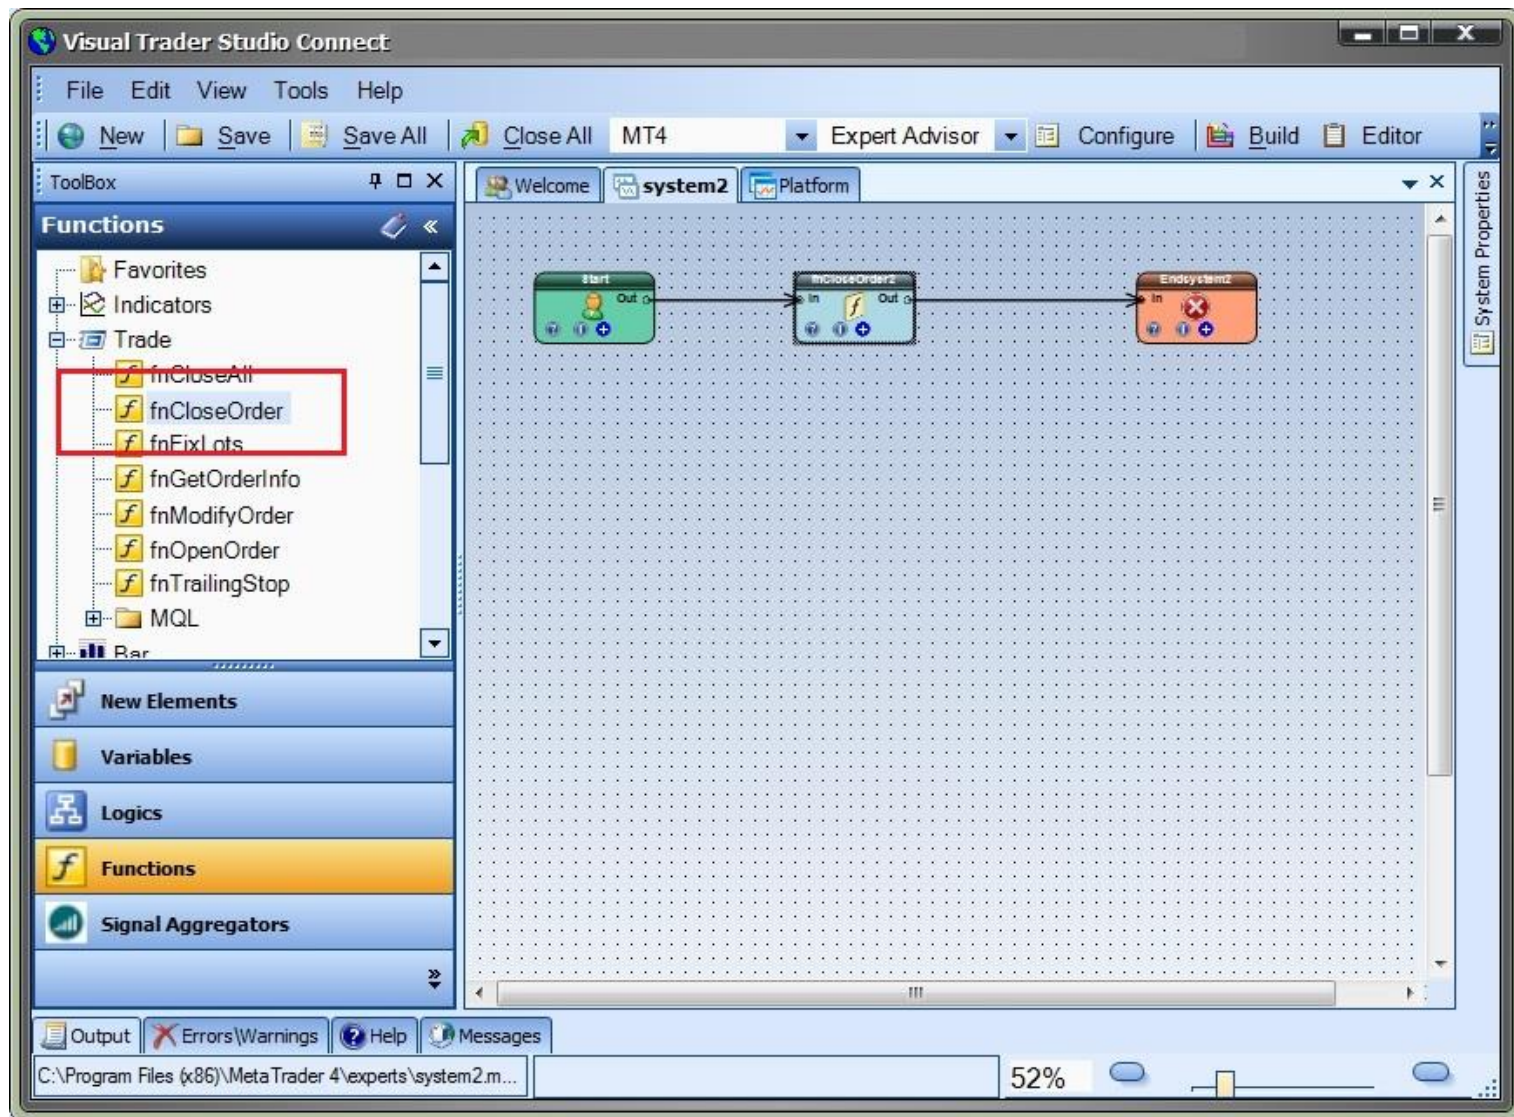 Visual Trader Studio Connect
File Edit View Tools Help
New Save Save All Close All MT4 Expert Advisor Configure Build Editor
ToolBox
Welcome system2 Platform
System Properties
Functions
Favorites
Indicators
Trade
fnCloseAll
fnCloseOrder
fnFixLots
fnGetOrderInfo
fnModifyOrder
fnOpenOrder
fnTrailingStop
MQL
Bar
Start
Out
fnCloseOrder2
In Out
Endsystem2
In
New Elements
Variables
Logics
Functions
Signal Aggregators
Output Errors\Warnings Help Messages
C:\Program Files (x86)\MetaTrader 4\experts\system2.m...
52%